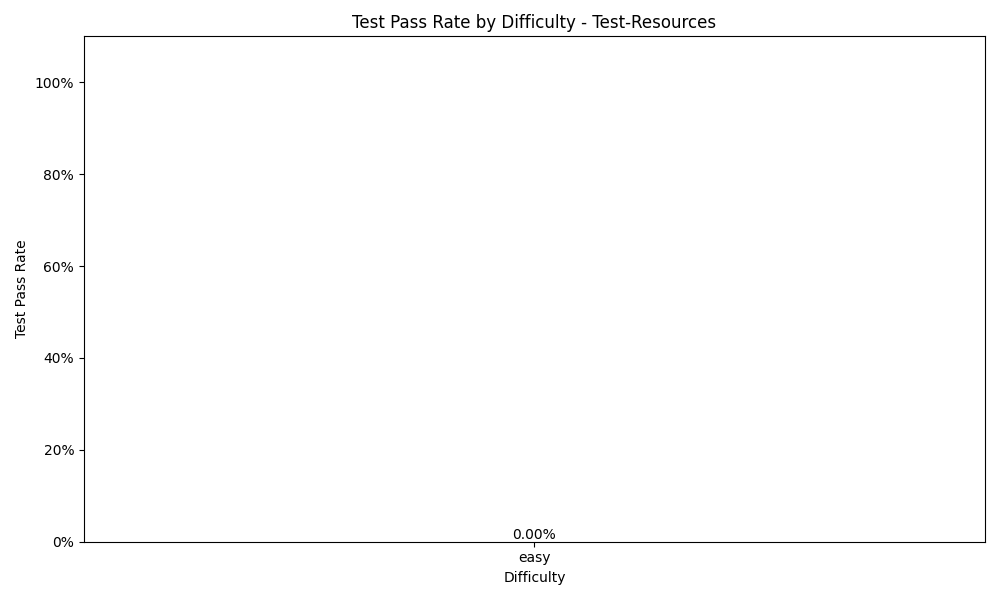 Test Pass Rate by Difficulty - Test-Resources
100%
80%
60%
40%
20%
0%
Test Pass Rate
0.00%
easy
Difficulty